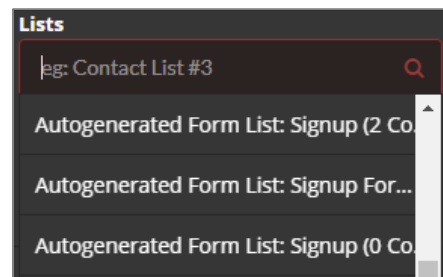 Lists
eg: Contact List #3
Autogenerated Form List: Signup (2 Co.
Autogenerated Form List: Signup For...
Autogenerated Form List: Signup (0 Co.